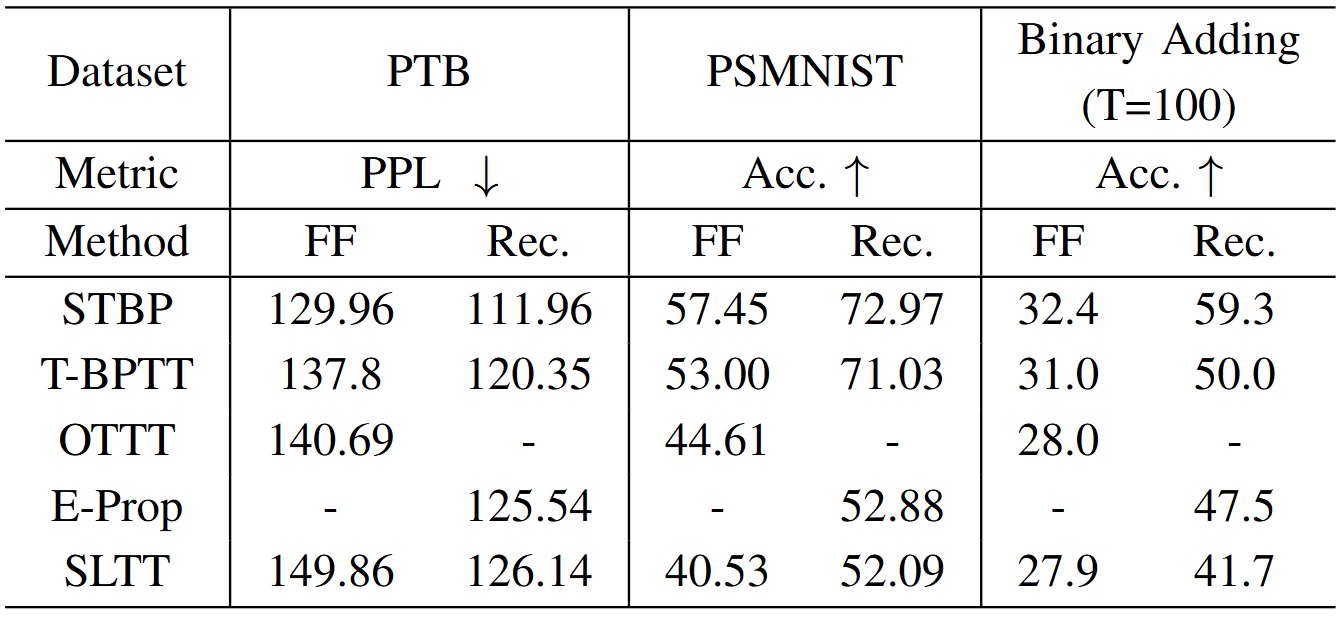 Dataset PTB PSMNIST Binary Adding (T=100)
Metric PPL ↓ Acc. ↑ Acc. ↑
Method FF Rec. FF Rec. FF Rec.
STBP 129.96 111.96 57.45 72.97 32.4 59.3
T-BPTT 137.8 120.35 53.00 71.03 31.0 50.0
OTTT 140.69 - 44.61 - 28.0 -
E-Prop - 125.54 - 52.88 - 47.5
SLTT 149.86 126.14 40.53 52.09 27.9 41.7